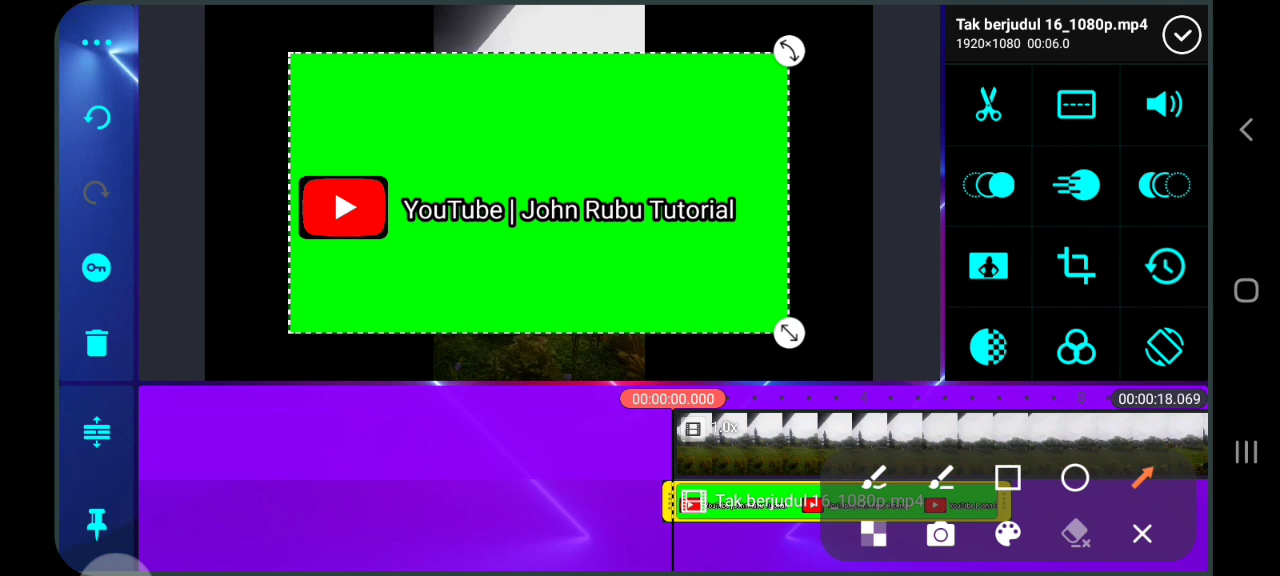 Tak berjudul 16_1080p.mp4
1920×1080 00:06.0
YouTube | John Rubu Tutorial
00:00:00.000
00:00:18.069
1.0x
Tak berjudul 16_1080p.mp4